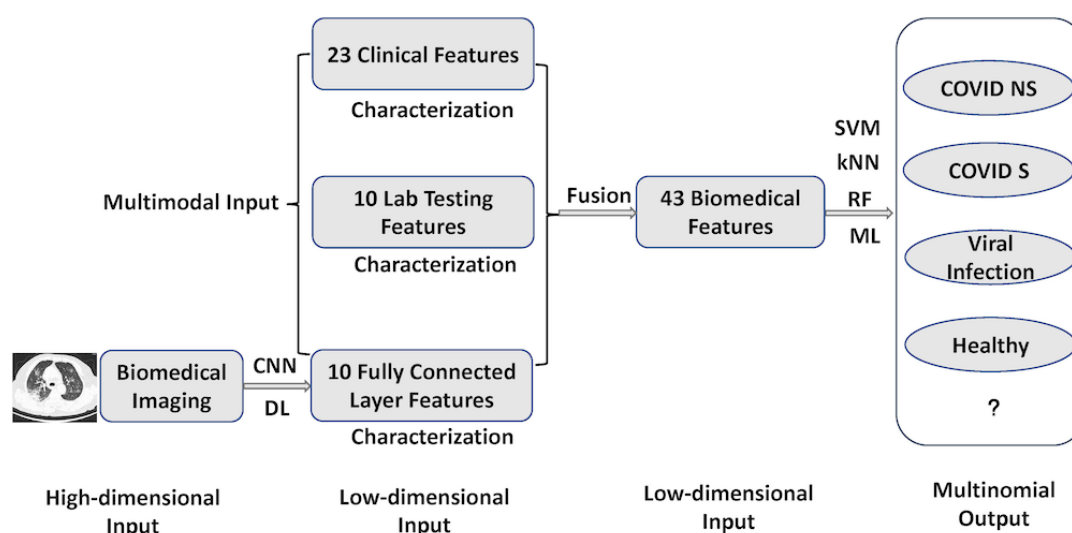 23 Clinical Features
Characterization
Multimodal Input
10 Lab Testing
Features
Characterization
Biomedical
Imaging
CNN
DL
10 Fully Connected
Layer Features
Characterization
Fusion
43 Biomedical
Features
SVM
kNN
RF
ML
COVID NS
COVID S
Viral
Infection
Healthy
?
High-dimensional
Input
Low-dimensional
Input
Low-dimensional
Input
Multinomial
Output